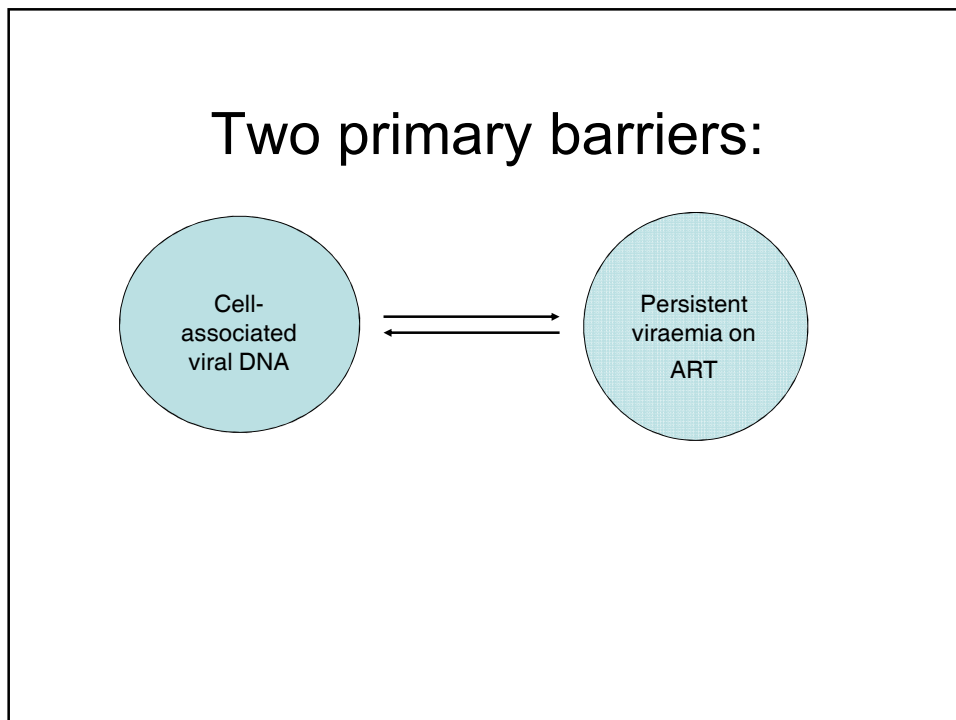 Two primary barriers:
Cell-
associated
viral DNA
Persistent
viraemia on
ART